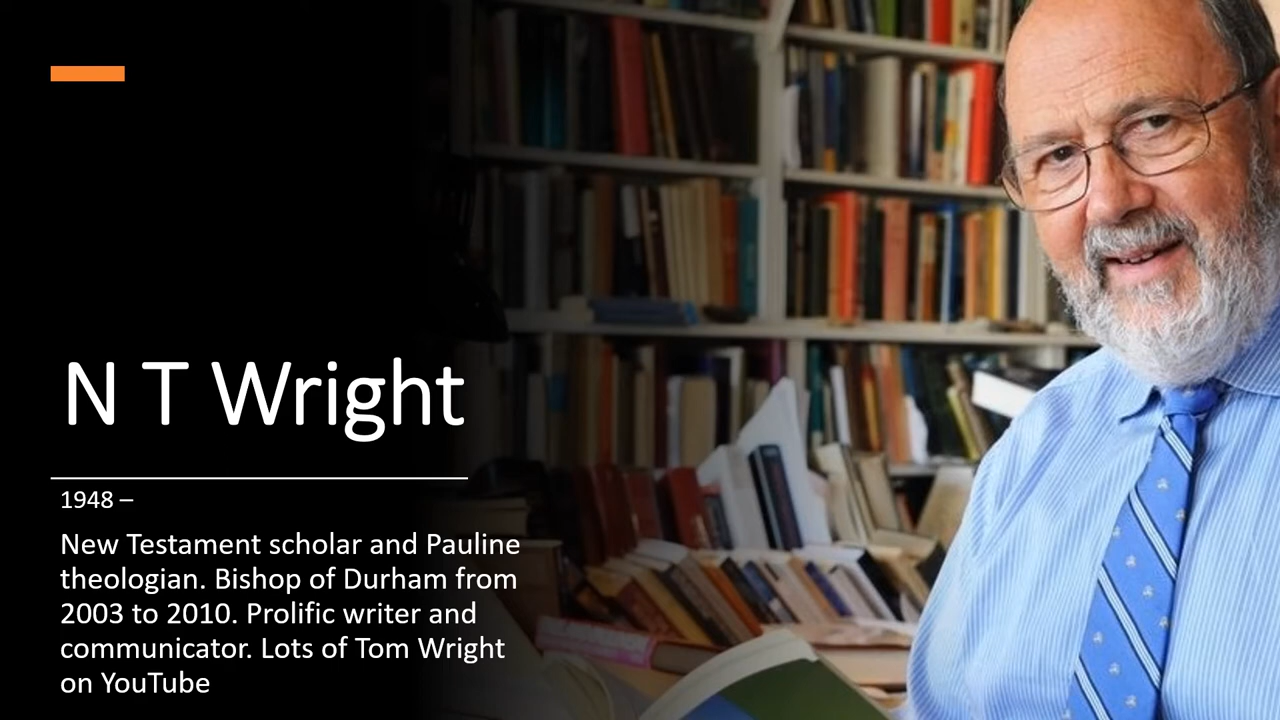 N T Wright
1948 –
New Testament scholar and Pauline
theologian. Bishop of Durham from
2003 to 2010. Prolific writer and
communicator. Lots of Tom Wright
on YouTube